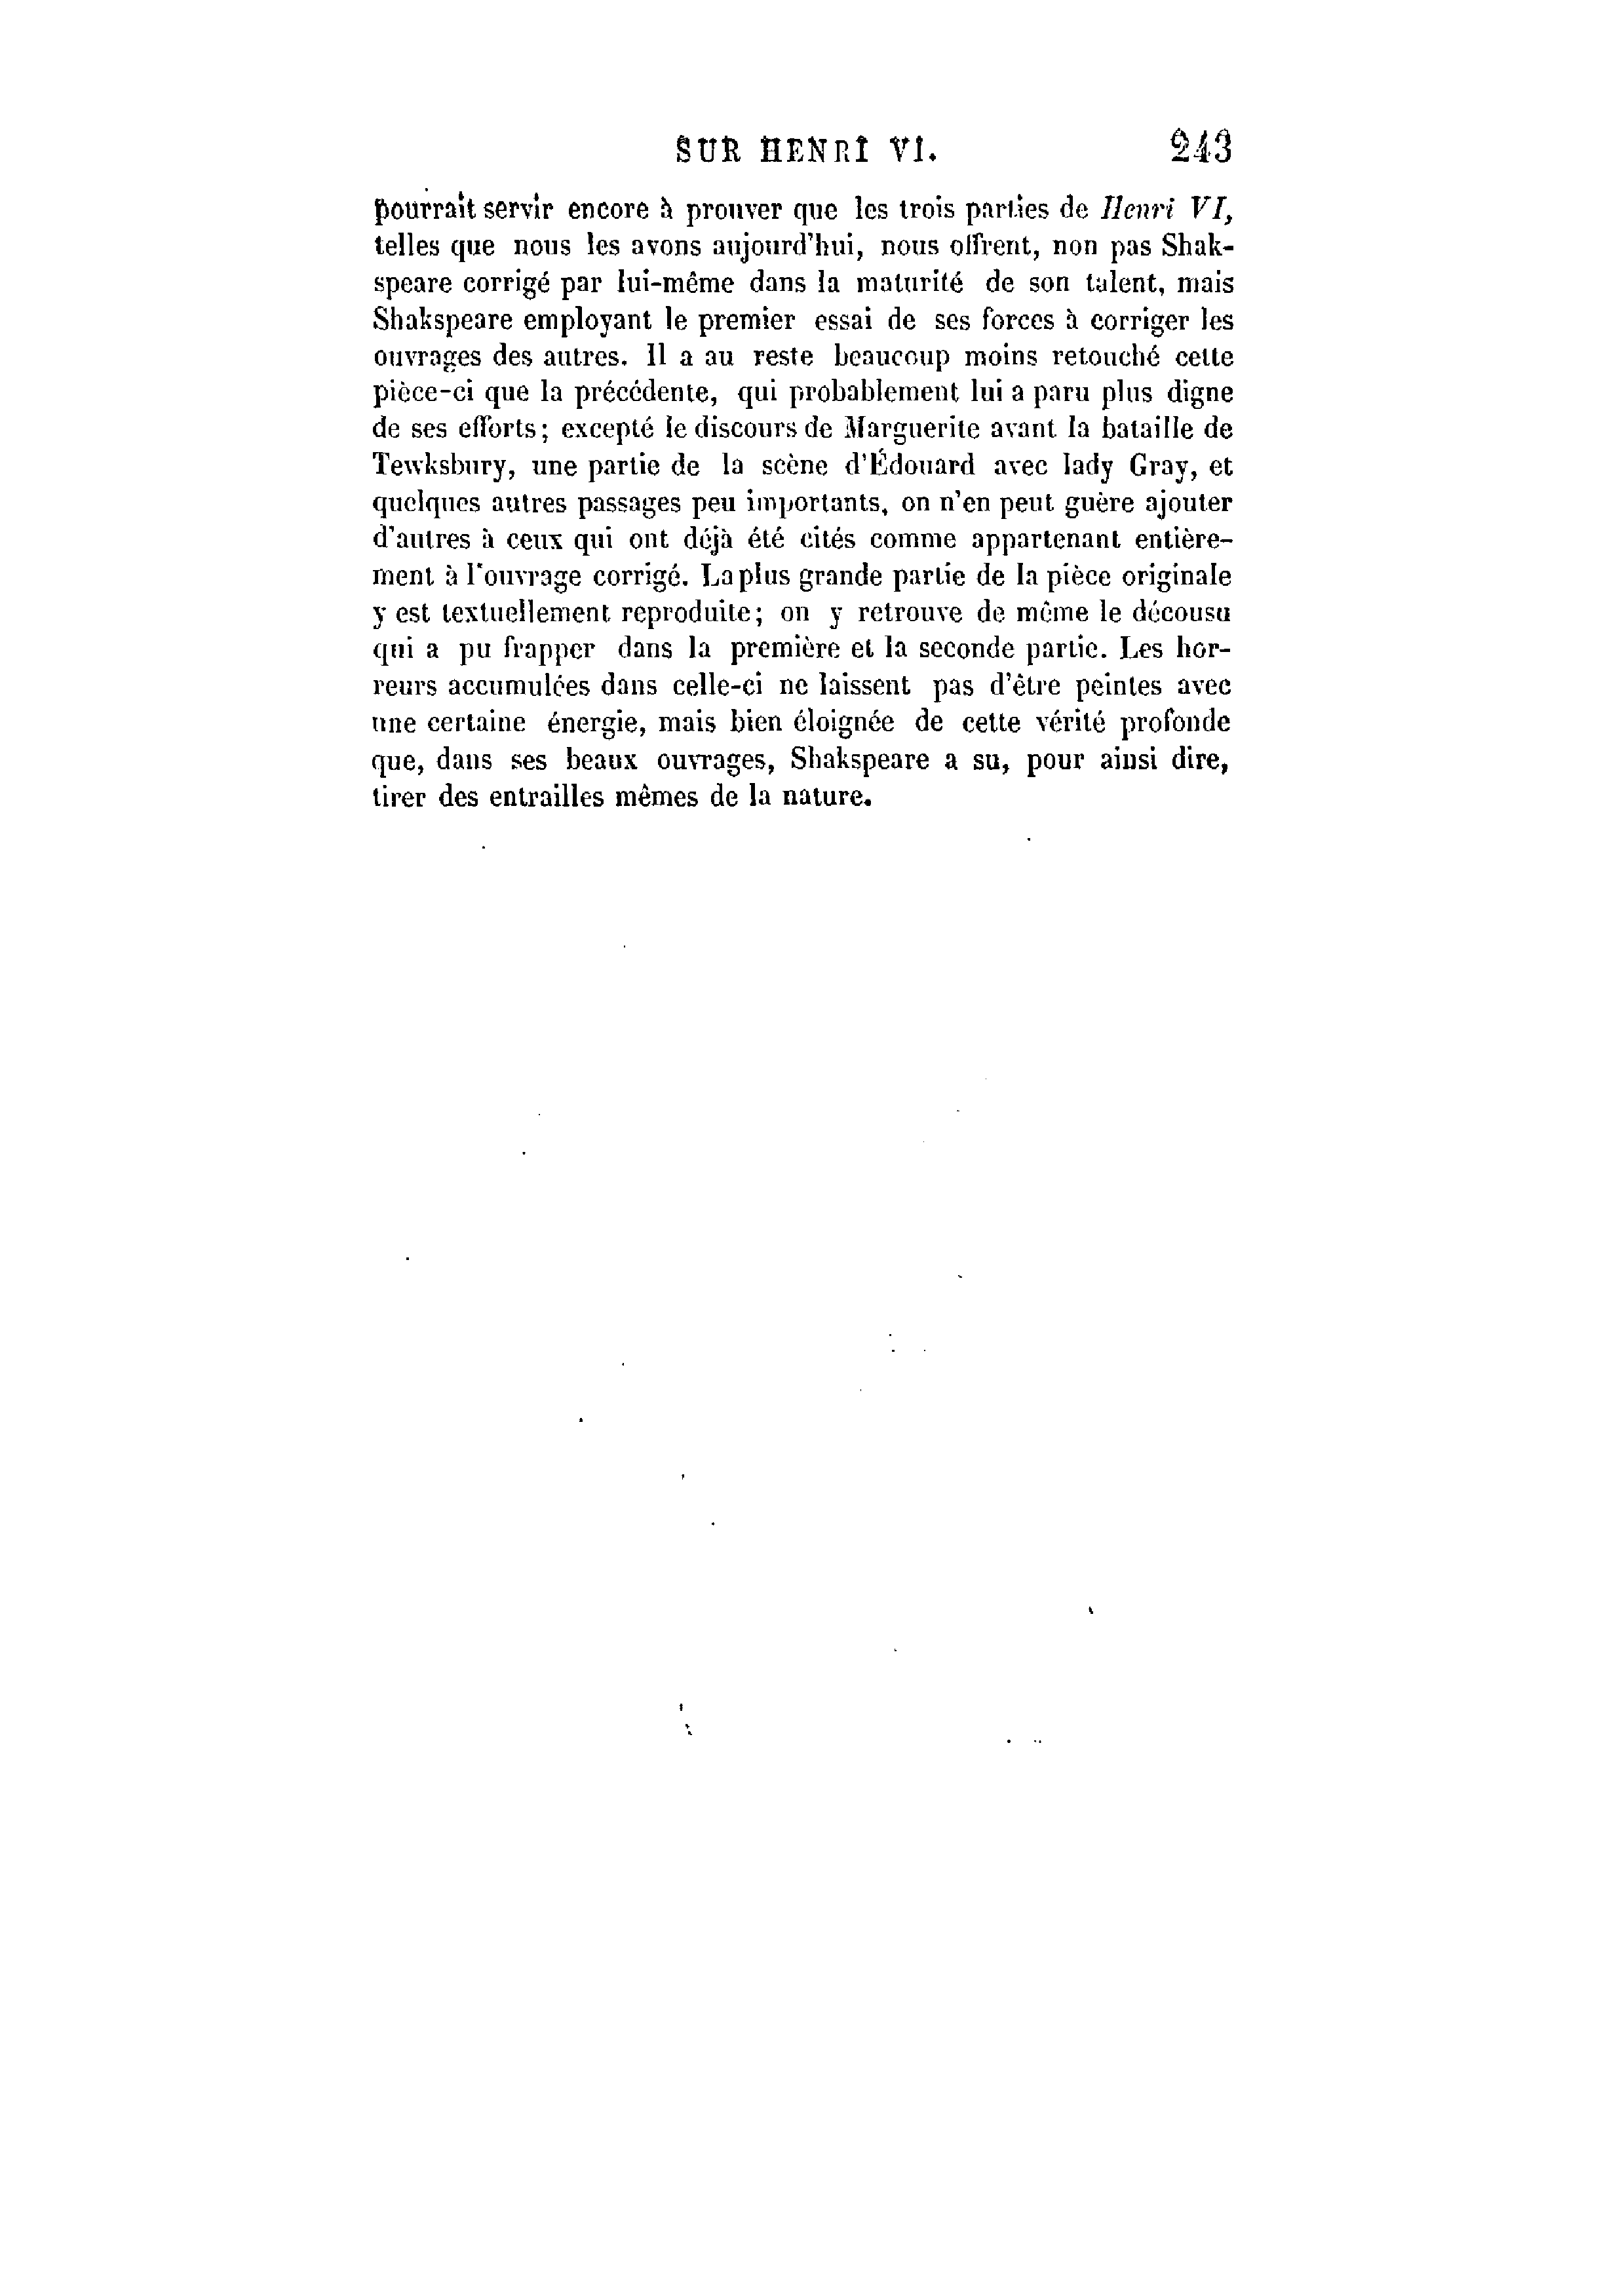 SUR HENRI VI. 243
pourrait servir encore à prouver que les trois parties de Henri VI,
telles que nous les avons aujourd'hui, nous offrent, non pas Shak-
speare corrigé par lui-même dans la maturité de son talent, mais
Shakspeare employant le premier essai de ses forces à corriger les
ouvrages des autres. Il a au reste beaucoup moins retouché cette
pièce-ci que la précédente, qui probablement lui a paru plus digne
de ses efforts; excepté le discours de Marguerite avant la bataille de
Tewksbury, une partie de la scène d'Édouard avec lady Gray, et
quelques autres passages peu importants, on n'en peut guère ajouter
d'autres à ceux qui ont déjà été cités comme appartenant entière-
ment à l'ouvrage corrigé. La plus grande partie de la pièce originale
y est textuellement reproduite; on y retrouve de même le décousu
qui a pu frapper dans la première et la seconde partie. Les hor-
reurs accumulées dans celle-ci ne laissent pas d'être peintes avec
une certaine énergie, mais bien éloignée de cette vérité profonde
que, dans ses beaux ouvrages, Shakspeare a su, pour ainsi dire,
tirer des entrailles mêmes de la nature.